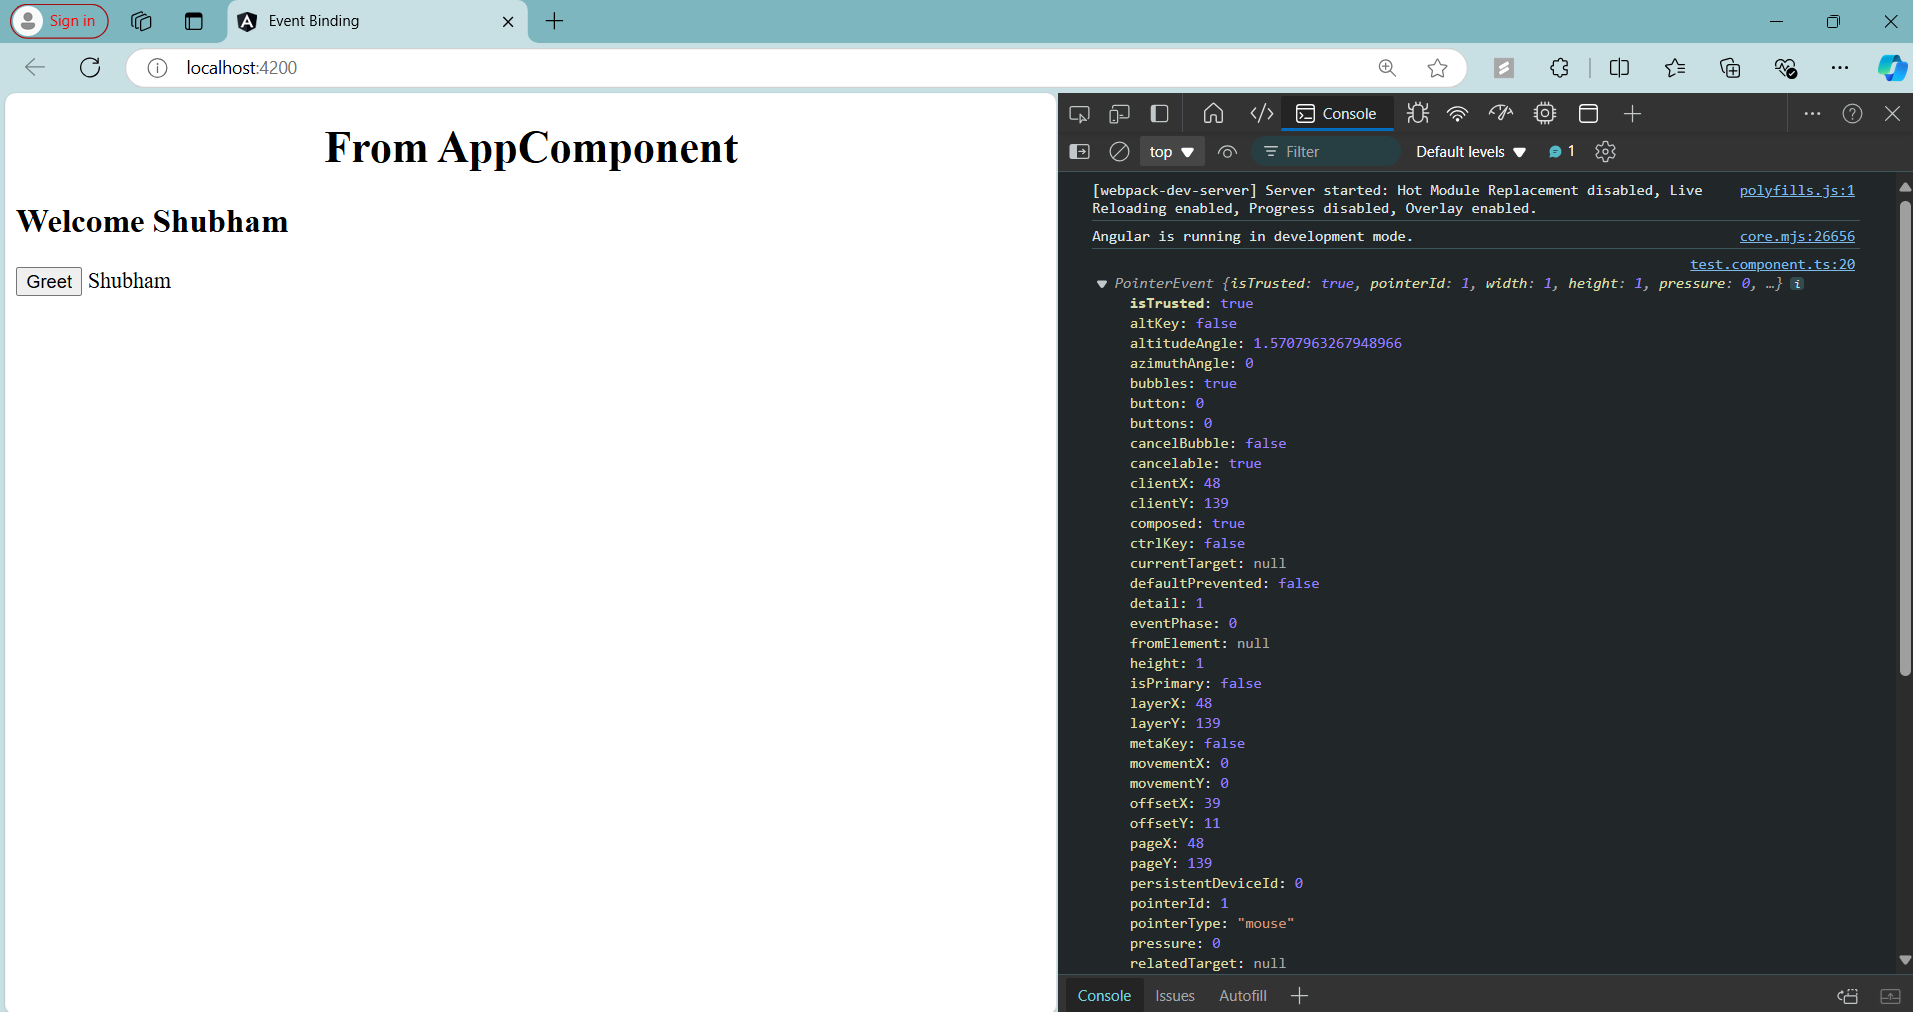 Sign in
Event Binding
localhost:4200
From AppComponent
Welcome Shubham
Greet Shubham
Console
top
Filter
Default levels
1
[webpack-dev-server] Server started: Hot Module Replacement disabled, Live polyfills.js:1
Reloading enabled, Progress disabled, Overlay enabled.
Angular is running in development mode. core.mjs:26656
test.component.ts:20
PointerEvent {isTrusted: true, pointerId: 1, width: 1, height: 1, pressure: 0, …} i
isTrusted: true
altKey: false
altitudeAngle: 1.5707963267948966
azimuthAngle: 0
bubbles: true
button: 0
buttons: 0
cancelBubble: false
cancelable: true
clientX: 48
clientY: 139
composed: true
ctrlKey: false
currentTarget: null
defaultPrevented: false
detail: 1
eventPhase: 0
fromElement: null
height: 1
isPrimary: false
layerX: 48
layerY: 139
metaKey: false
movementX: 0
movementY: 0
offsetX: 39
offsetY: 11
pageX: 48
pageY: 139
persistentDeviceId: 0
pointerId: 1
pointerType: "mouse"
pressure: 0
relatedTarget: null
Console Issues Autofill